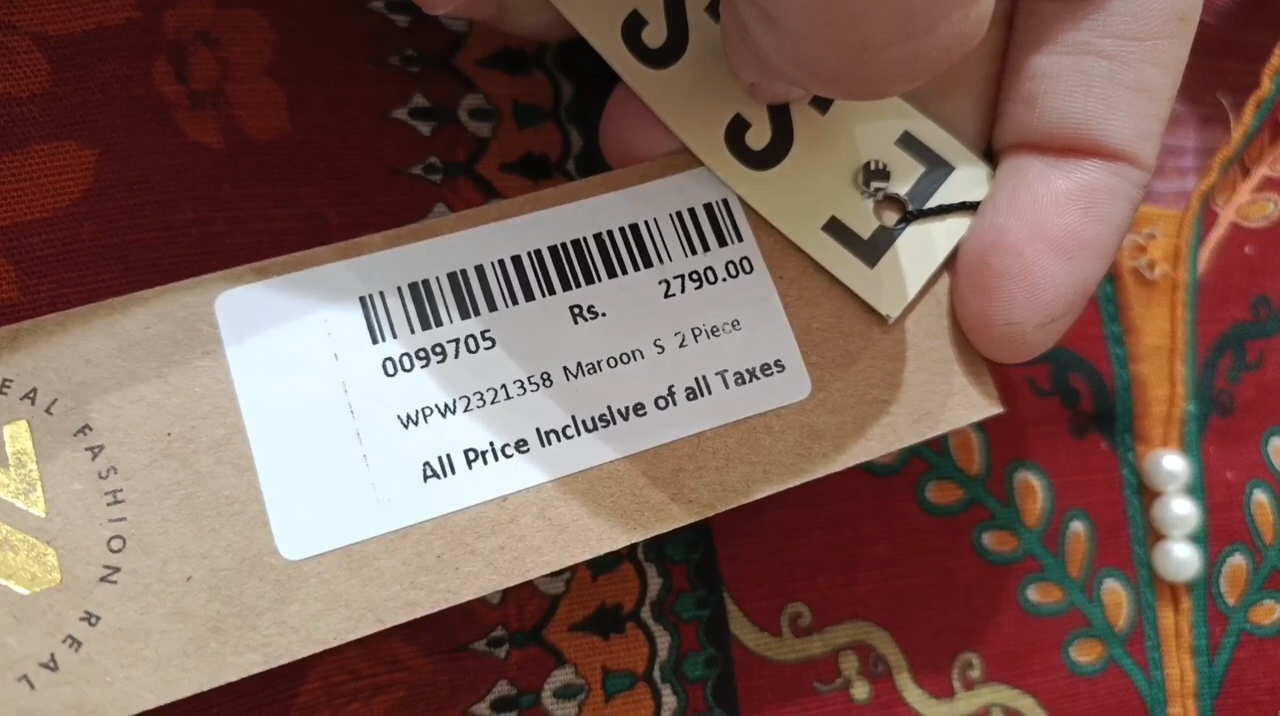 0099705 Rs. 2790.00
WPW2321358 Maroon S 2 Piece
All Price Inclusive of all Taxes
EAL FASHION REAL